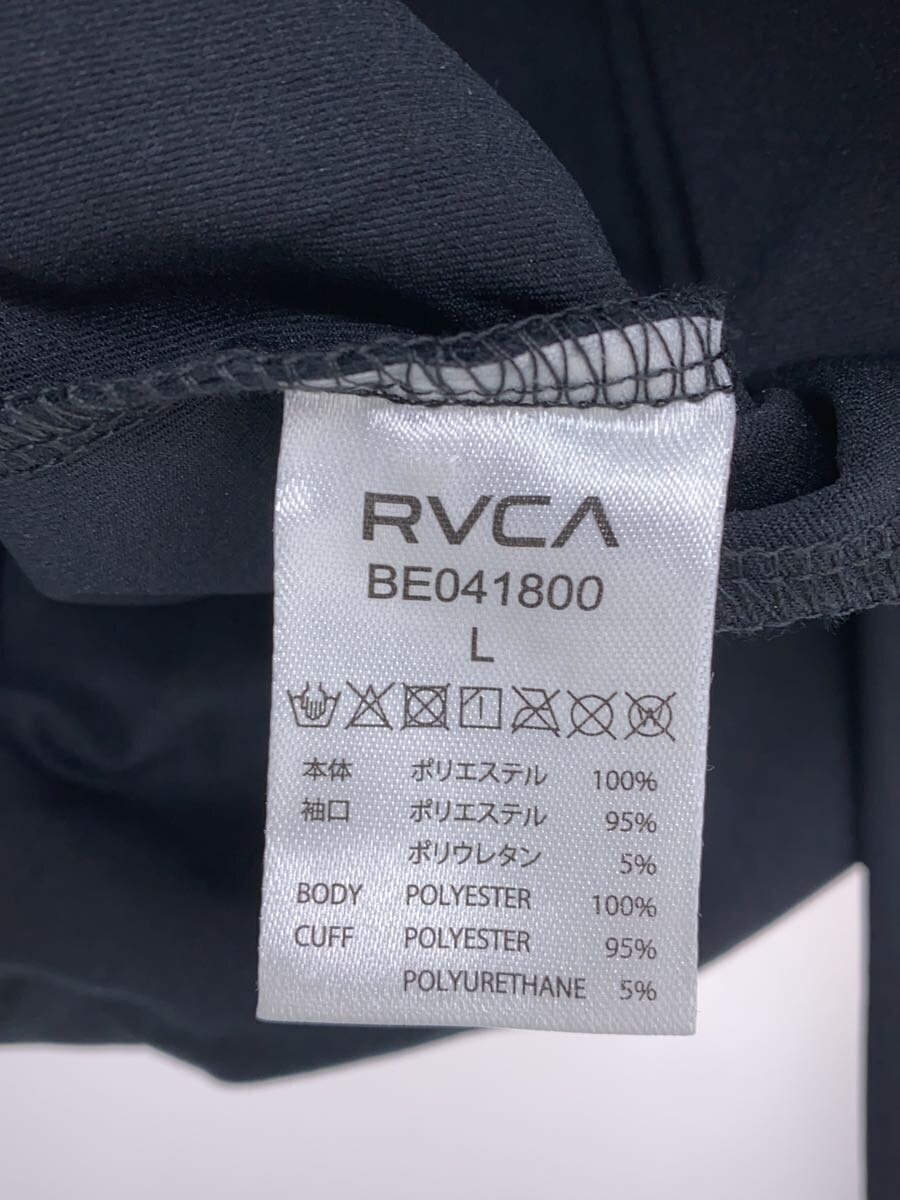 RVCA
BE041800
L
本体 ポリエステル 100%
袖口 ポリエステル 95%
ポリウレタン 5%
BODY POLYESTER 100%
CUFF POLYESTER 95%
POLYURETHANE 5%